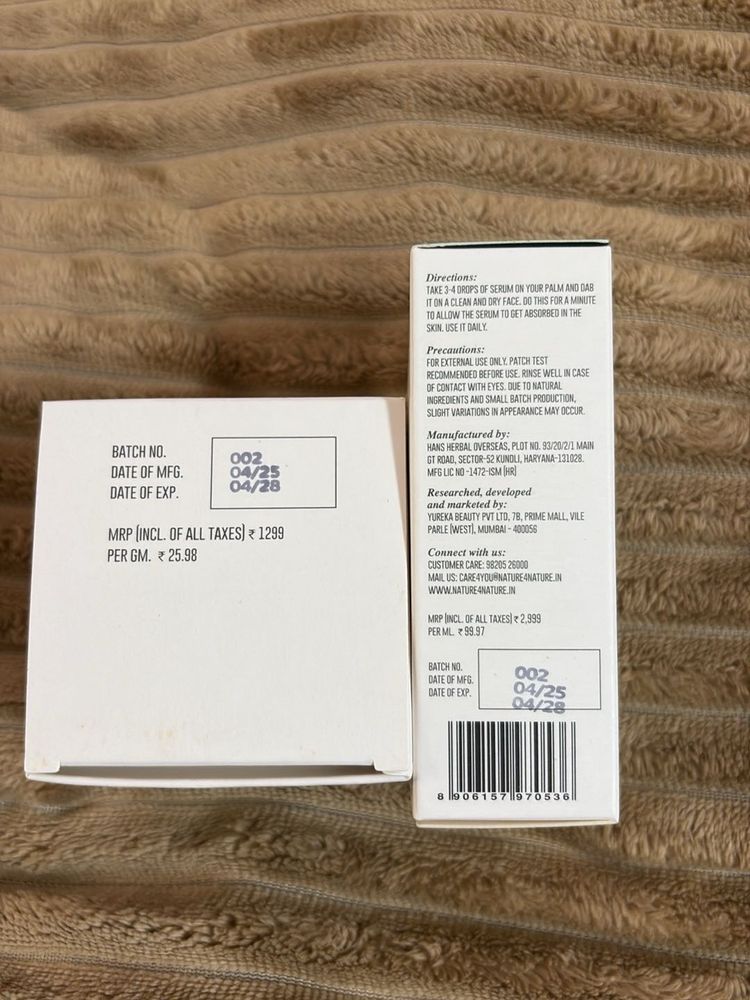 BATCH NO. 002
DATE OF MFG. 04/25
DATE OF EXP. 04/28
MRP (INCL. OF ALL TAXES) ₹ 1299
PER GM. ₹ 25.98
Directions:
TAKE 3-4 DROPS OF SERUM ON YOUR PALM AND DAB
IT ON A CLEAN AND DRY FACE. DO THIS FOR A MINUTE
TO ALLOW THE SERUM TO GET ABSORBED IN THE
SKIN. USE IT DAILY.
Precautions:
FOR EXTERNAL USE ONLY. PATCH TEST
RECOMMENDED BEFORE USE. RINSE WELL IN CASE
OF CONTACT WITH EYES. DUE TO NATURAL
INGREDIENTS AND SMALL BATCH PRODUCTION,
SLIGHT VARIATIONS IN APPEARANCE MAY OCCUR.
Manufactured by:
HANS HERBAL OVERSEAS, PLOT NO. 93/20/2/1 MAIN
GT ROAD, SECTOR-52 KUNDLI, HARYANA-131028.
MFG LIC NO -1472-ISM (HR)
Researched, developed
and marketed by:
YUREKA BEAUTY PVT LTD, 7B, PRIME MALL, VILE
PARLE (WEST), MUMBAI - 400056
Connect with us:
CUSTOMER CARE: 98205 26000
MAIL US: CARE4YOU@NATURE4NATURE.IN
WWW.NATURE4NATURE.IN
MRP (INCL. OF ALL TAXES) ₹ 2,999
PER ML. ₹ 99.97
BATCH NO. 002
DATE OF MFG. 04/25
DATE OF EXP. 04/28
8 906157 970536